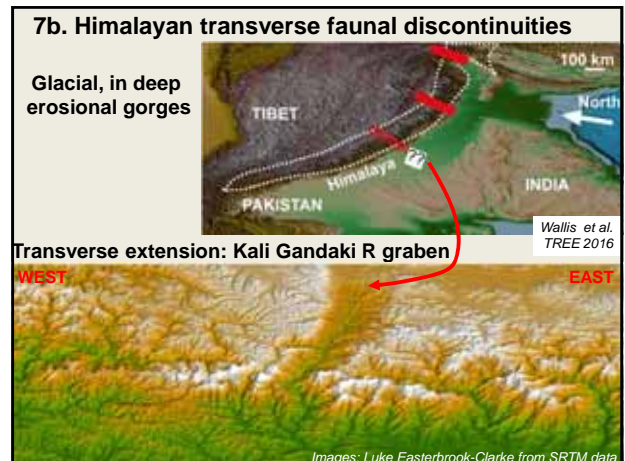 7b. Himalayan transverse faunal discontinuities
Glacial, in deep
erosional gorges
100 km
North
TIBET
??
Himalaya
INDIA
PAKISTAN
Wallis et al.
TREE 2016
Transverse extension: Kali Gandaki R graben
WEST
EAST
Images: Luke Easterbrook-Clarke from SRTM data